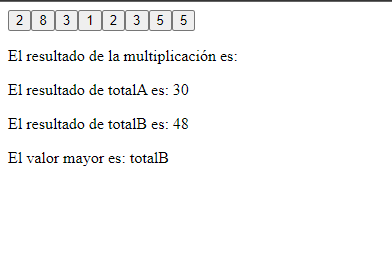 2 8 3 1 2 3 5 5
El resultado de la multiplicación es:
El resultado de totalA es: 30
El resultado de totalB es: 48
El valor mayor es: totalB